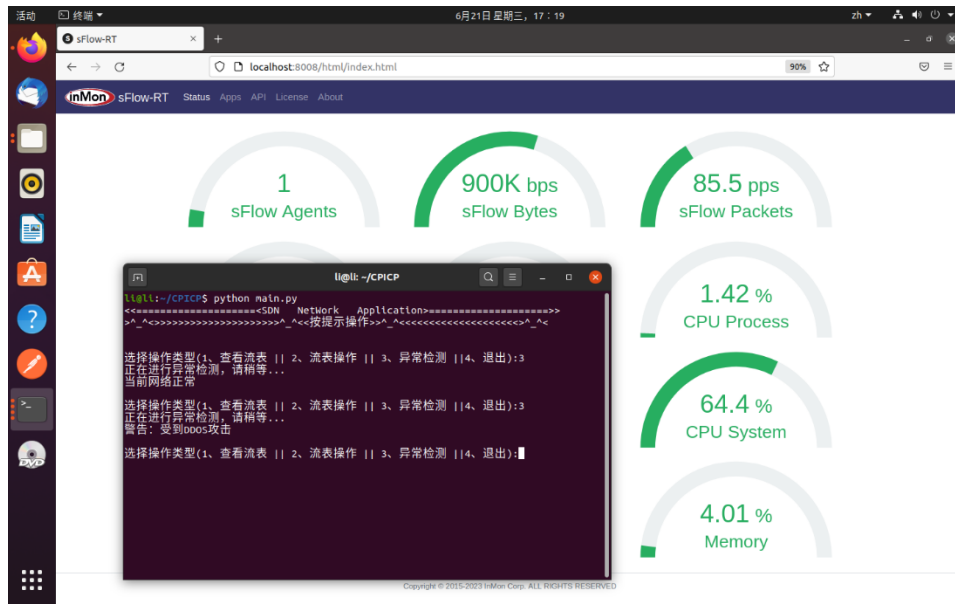 活动 终端 6月21日 星期三，17：19 zh
sFlow-RT
localhost:8008/html/index.html 90%
inMon sFlow-RT Status Apps API License About
1
sFlow Agents
900K bps
sFlow Bytes
85.5 pps
sFlow Packets
1.42 %
CPU Process
64.4 %
CPU System
4.01 %
Memory
li@li: ~/CPICP
li@li:~/CPICP$ python main.py
<<====================<SDN NetWork Application>====================>>
>^_^<>>>>>>>>>>>>>>>>>>>>>^_^<<按提示操作>>^_^<<<<<<<<<<<<<<<<<<<<<>^_^<
选择操作类型(1、查看流表 || 2、流表操作 || 3、异常检测 ||4、退出):3
正在进行异常检测，请稍等...
当前网络正常
选择操作类型(1、查看流表 || 2、流表操作 || 3、异常检测 ||4、退出):3
正在进行异常检测，请稍等...
警告：受到DDOS攻击
选择操作类型(1、查看流表 || 2、流表操作 || 3、异常检测 ||4、退出):
DVD
Copyright © 2015-2023 InMon Corp. ALL RIGHTS RESERVED